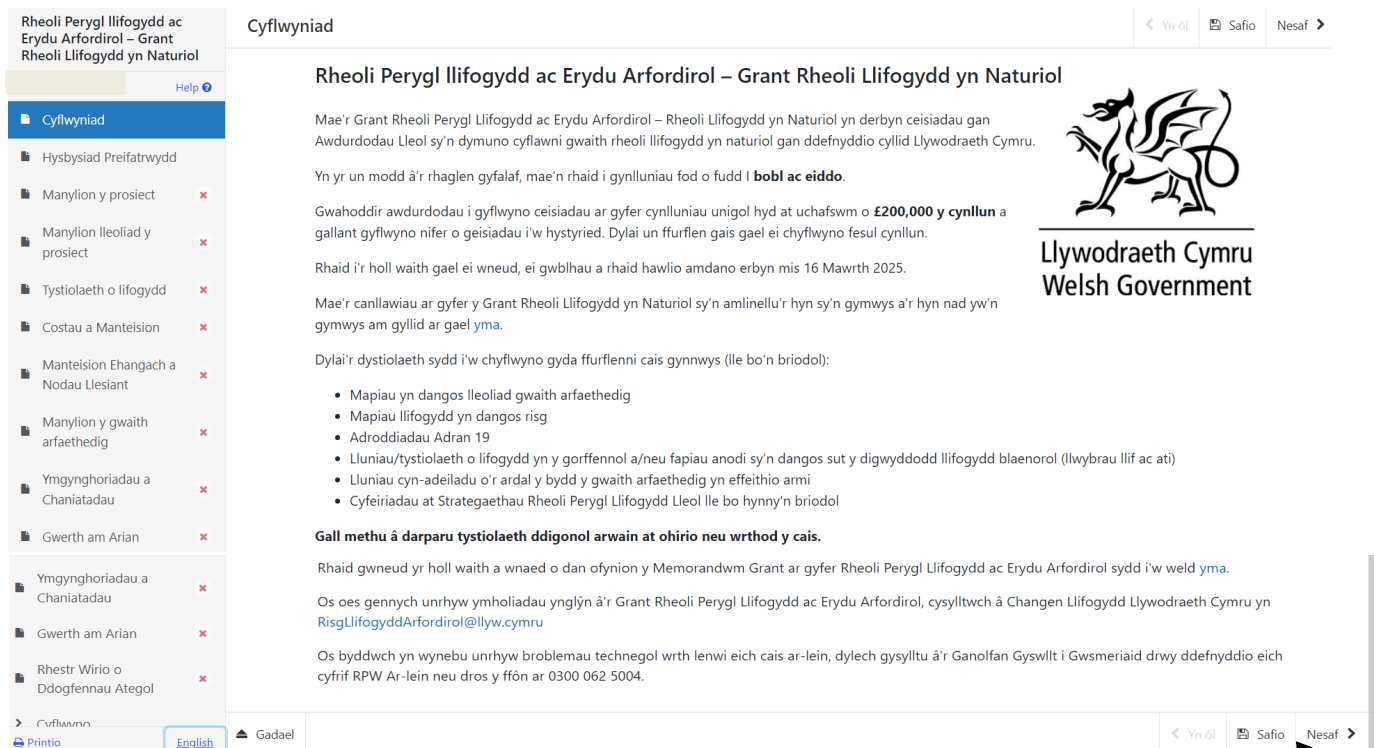 Rheoli Perygl llifogydd ac
Erydu Arfordirol – Grant
Rheoli Llifogydd yn Naturiol
Help
Cyflwyniad
Hysbysiad Preifatrwydd
Manylion y prosiect
Manylion lleoliad y
prosiect
Tystiolaeth o lifogydd
Costau a Manteision
Manteision Ehangach a
Nodau Llesiant
Manylion y gwaith
arfaethedig
Ymgynghoriadau a
Chaniatadau
Gwerth am Arian
Ymgynghoriadau a
Chaniatadau
Gwerth am Arian
Rhestr Wirio o
Ddogfennau Ategol
Cyflwyno
Printio
English
Cyflwyniad
Yn ôl
Safio
Nesaf
Rheoli Perygl llifogydd ac Erydu Arfordirol – Grant Rheoli Llifogydd yn Naturiol
Mae'r Grant Rheoli Perygl Llifogydd ac Erydu Arfordirol – Rheoli Llifogydd yn Naturiol yn derbyn ceisiadau gan
Awdurdodau Lleol sy'n dymuno cyflawni gwaith rheoli llifogydd yn naturiol gan ddefnyddio cyllid Llywodraeth Cymru.
Yn yr un modd â'r rhaglen gyfalaf, mae'n rhaid i gynlluniau fod o fudd I bobl ac eiddo.
Gwahoddir awdurdodau i gyflwyno ceisiadau ar gyfer cynlluniau unigol hyd at uchafswm o £200,000 y cynllun a
gallant gyflwyno nifer o geisiadau i'w hystyried. Dylai un ffurflen gais gael ei chyflwyno fesul cynllun.
Rhaid i'r holl waith gael ei wneud, ei gwblhau a rhaid hawlio amdano erbyn mis 16 Mawrth 2025.
Mae'r canllawiau ar gyfer y Grant Rheoli Llifogydd yn Naturiol sy'n amlinellu'r hyn sy'n gymwys a'r hyn nad yw'n
gymwys am gyllid ar gael yma.
Dylai'r dystiolaeth sydd i'w chyflwyno gyda ffurflenni cais gynnwys (lle bo'n briodol):
• Mapiau yn dangos lleoliad gwaith arfaethedig
• Mapiau llifogydd yn dangos risg
• Adroddiadau Adran 19
• Lluniau/tystiolaeth o lifogydd yn y gorffennol a/neu fapiau anodi sy'n dangos sut y digwyddodd llifogydd blaenorol (llwybrau llif ac ati)
• Lluniau cyn-adeiladu o'r ardal y bydd y gwaith arfaethedig yn effeithio arni
• Cyfeiriadau at Strategaethau Rheoli Perygl Llifogydd Lleol lle bo hynny'n briodol
Gall methu â darparu tystiolaeth ddigonol arwain at ohirio neu wrthod y cais.
Rhaid gwneud yr holl waith a wnaed o dan ofynion y Memorandwm Grant ar gyfer Rheoli Perygl Llifogydd ac Erydu Arfordirol sydd i'w weld yma.
Os oes gennych unrhyw ymholiadau ynglŷn â'r Grant Rheoli Perygl Llifogydd ac Erydu Arfordirol, cysylltwch â Changen Llifogydd Llywodraeth Cymru yn
RisgLlifogyddArfordirol@llyw.cymru
Os byddwch yn wynebu unrhyw broblemau technegol wrth lenwi eich cais ar-lein, dylech gysylltu â'r Ganolfan Gyswllt i Gwsmeriaid drwy ddefnyddio eich
cyfrif RPW Ar-lein neu dros y ffôn ar 0300 062 5004.
Llywodraeth Cymru
Welsh Government
Gadael
Yn ôl
Safio
Nesaf